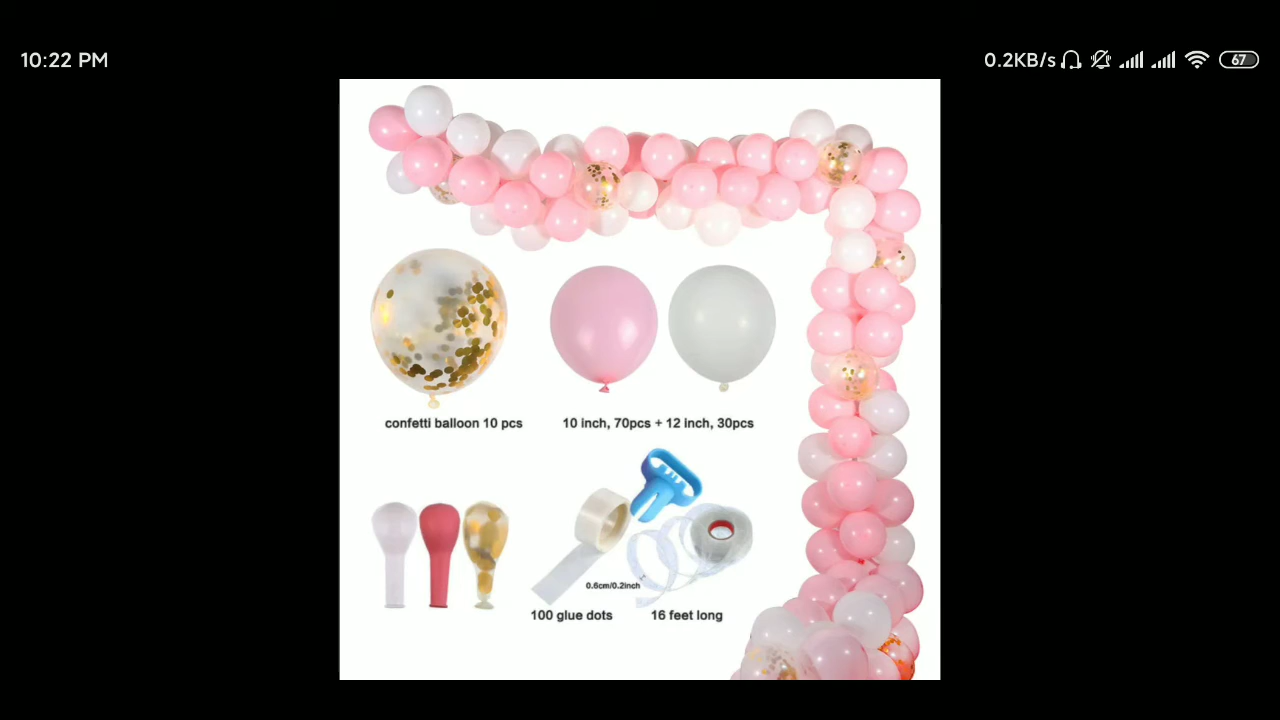 10:22 PM
0.2KB/s
67
confetti balloon 10 pcs
10 inch, 70pcs + 12 inch, 30pcs
0.6cm/0.2inch
100 glue dots
16 feet long